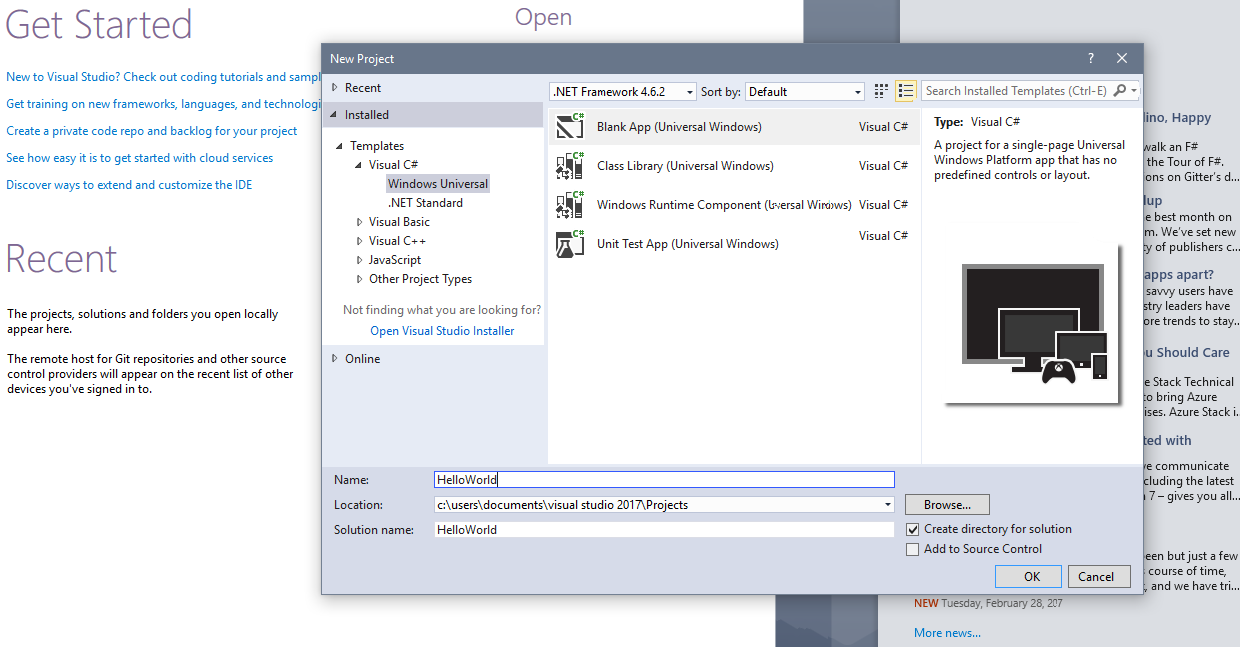 Get Started
New to Visual Studio? Check out coding tutorials and sampl
Get training on new frameworks, languages, and technologi
Create a private code repo and backlog for your project
See how easy it is to get started with cloud services
Discover ways to extend and customize the IDE
Recent
The projects, solutions and folders you open locally
appear here.
The remote host for Git repositories and other source
control providers will appear on the recent list of other
devices you've signed in to.
Open
New Project
?
Recent
.NET Framework 4.6.2
Sort by:
Default
Search Installed Templates (Ctrl-E)
Installed
Templates
Visual C#
Windows Universal
.NET Standard
Visual Basic
Visual C++
JavaScript
Other Project Types
Not finding what you are looking for?
Open Visual Studio Installer
Online
C# Blank App (Universal Windows) Visual C#
C# Class Library (Universal Windows) Visual C#
C# Windows Runtime Component (versal Windows) Visual C#
C# Unit Test App (Universal Windows) Visual C#
Type: Visual C#
A project for a single-page Universal
Windows Platform app that has no
predefined controls or layout.
Name: HelloWorld
Location: c:\users\documents\visual studio 2017\Projects
Browse...
Solution name: HelloWorld
Create directory for solution
Add to Source Control
OK
Cancel
lino, Happy
walk an F#
the Tour of F#.
ons on Gitter's d...
lup
e best month on
m. We've set new
ty of publishers c...
apps apart?
savvy users have
stry leaders have
ore trends to stay...
u Should Care
e Stack Technical
to bring Azure
ises. Azure Stack i...
ted with
ve communicate
cluding the latest
n 7 – gives you all...
een but just a few
course of time,
, and we have tri...
NEW Tuesday, February 28, 207
More news...